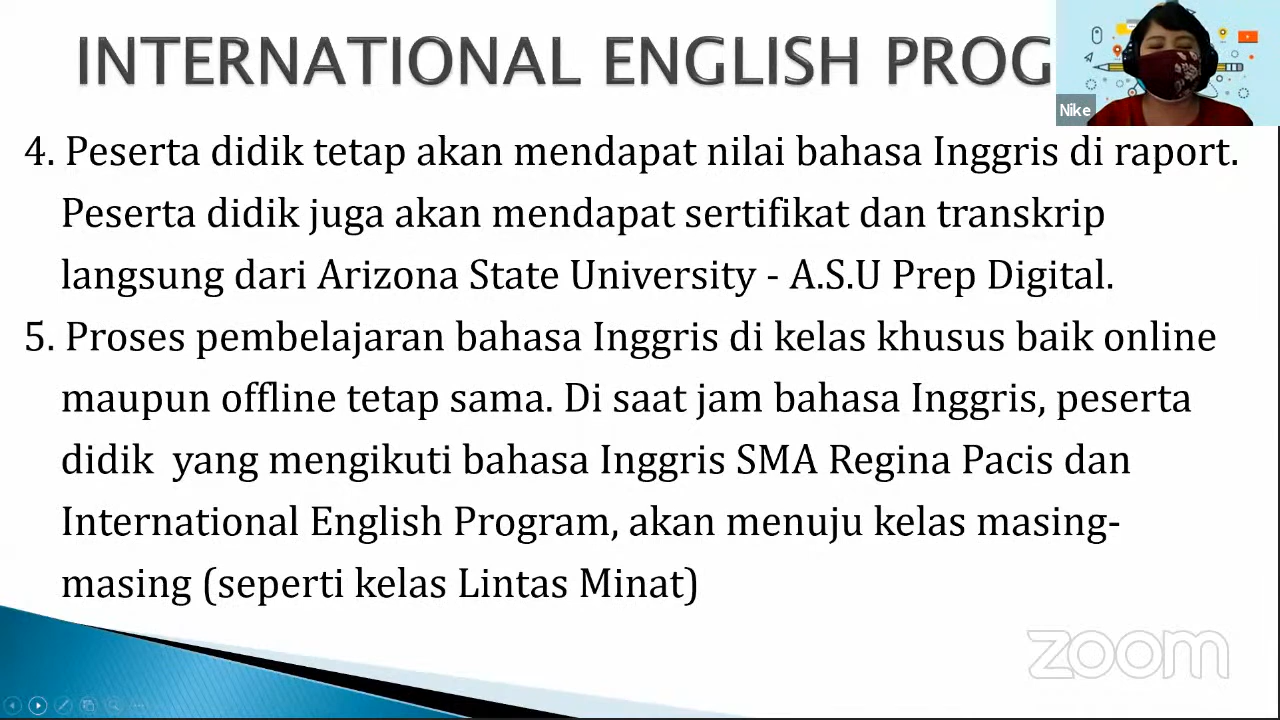 INTERNATIONAL ENGLISH PROG
Nike
4. Peserta didik tetap akan mendapat nilai bahasa Inggris di raport.
Peserta didik juga akan mendapat sertifikat dan transkrip
langsung dari Arizona State University - A.S.U Prep Digital.
5. Proses pembelajaran bahasa Inggris di kelas khusus baik online
maupun offline tetap sama. Di saat jam bahasa Inggris, peserta
didik  yang mengikuti bahasa Inggris SMA Regina Pacis dan
International English Program, akan menuju kelas masing-
masing (seperti kelas Lintas Minat)
zoom